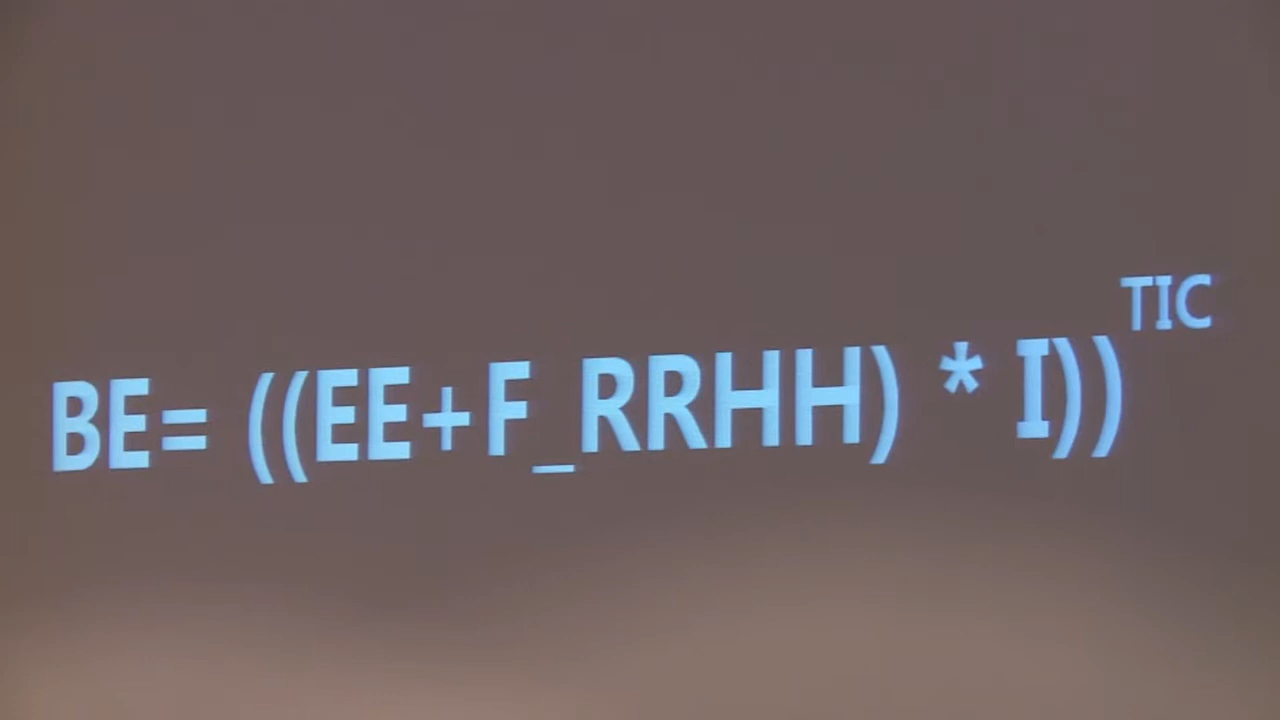 BE= ((EE+F_RRHH) * I))TIC